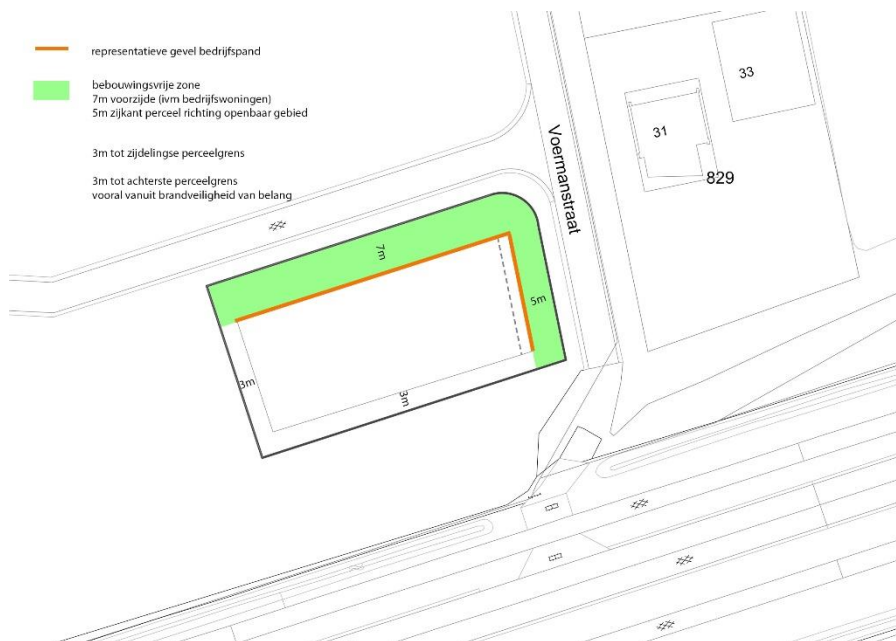 representatieve gevel bedrijfspand
bebouwingsvrije zone
7m voorzijde (ivm bedrijfswoningen)
5m zijkant perceel richting openbaar gebied
3m tot zijdelingse perceelgrens
3m tot achterste perceelgrens
vooral vanuit brandveiligheid van belang
Voermanstraat
33
31
829
7m
5m
3m
3m